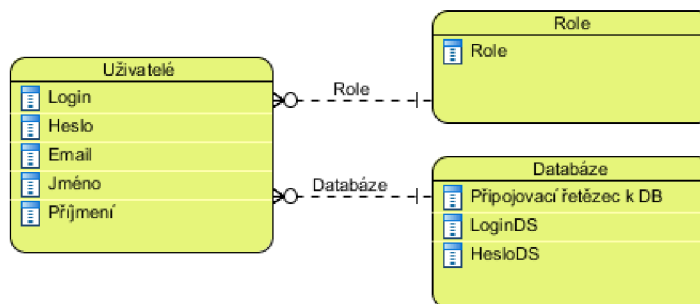 Uživatelé
Login
Heslo
Email
Jméno
Příjmení
Role
Databáze
Role
Role
Databáze
Připojovací řetězec k DB
LoginDS
HesloDS